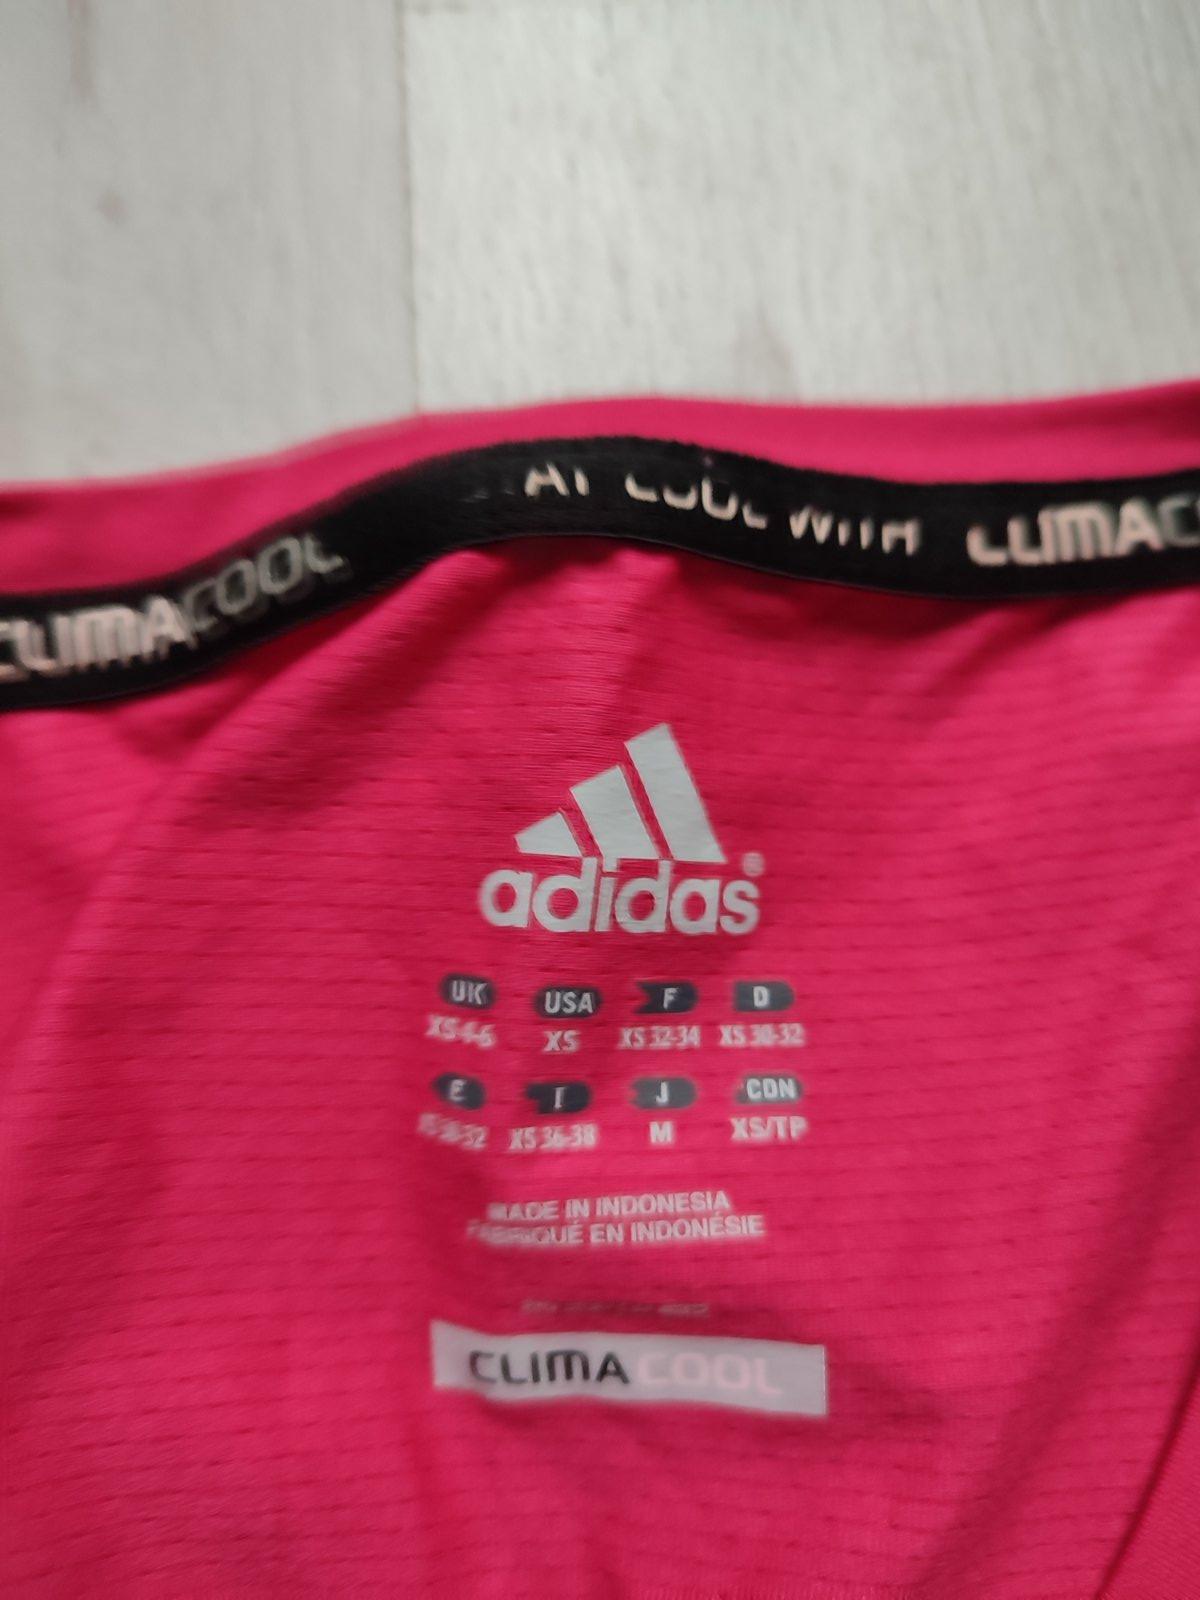 CLIMACOOL
COOL WITH CLIMAC
adidas®
UK USA F D
XS 4-6 XS XS 32-34 XS 30-32
E I J CDN
XS 36-38 M XS/TP
MADE IN INDONESIA
FABRIQUÉ EN INDONÉSIE
CLIMACOOL